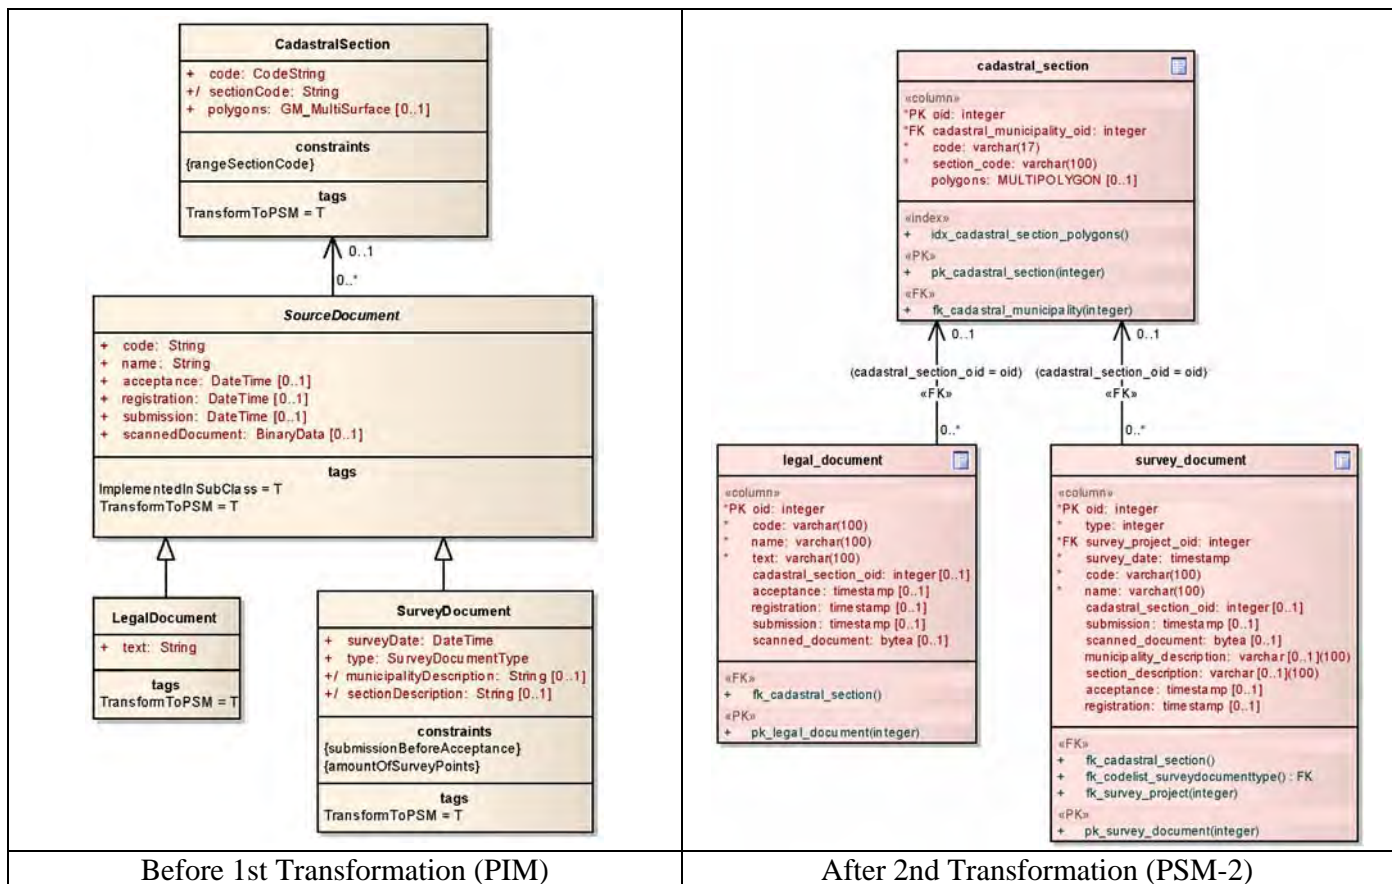 CadastralSection
+ code: CodeString
+/ sectionCode: String
+ polygons: GM_MultiSurface [0..1]
constraints
{rangeSectionCode}
tags
TransformToPSM = T
0..1
0..*
SourceDocument
+ code: String
+ name: String
+ acceptance: DateTime [0..1]
+ registration: DateTime [0..1]
+ submission: DateTime [0..1]
+ scannedDocument: BinaryData [0..1]
tags
ImplementedInSubClass = T
TransformToPSM = T
LegalDocument
+ text: String
tags
TransformToPSM = T
SurveyDocument
+ surveyDate: DateTime
+ type: SurveyDocumentType
+/ municipalityDescription: String [0..1]
+/ sectionDescription: String [0..1]
constraints
{submissionBeforeAcceptance}
{amountOfSurveyPoints}
tags
TransformToPSM = T
Before 1st Transformation (PIM)
cadastral_section
«column»
*PK oid: integer
*FK cadastral_municipality_oid: integer
* code: varchar(17)
* section_code: varchar(100)
polygons: MULTIPOLYGON [0..1]
«index»
+ idx_cadastral_section_polygons()
«PK»
+ pk_cadastral_section(integer)
«FK»
+ fk_cadastral_municipality(integer)
0..1
0..1
(cadastral_section_oid = oid) (cadastral_section_oid = oid)
«FK» «FK»
0..*
0..*
legal_document
«column»
*PK oid: integer
* code: varchar(100)
* name: varchar(100)
* text: varchar(100)
cadastral_section_oid: integer [0..1]
acceptance: timestamp [0..1]
registration: timestamp [0..1]
submission: timestamp [0..1]
scanned_document: bytea [0..1]
«FK»
+ fk_cadastral_section()
«PK»
+ pk_legal_document(integer)
survey_document
«column»
*PK oid: integer
* type: integer
*FK survey_project_oid: integer
* survey_date: timestamp
* code: varchar(100)
* name: varchar(100)
cadastral_section_oid: integer [0..1]
submission: timestamp [0..1]
scanned_document: bytea [0..1]
municipality_description: varchar [0..1](100)
section_description: varchar [0..1](100)
acceptance: timestamp [0..1]
registration: timestamp [0..1]
«FK»
+ fk_cadastral_section()
+ fk_codelist_surveydocumenttype() : FK
+ fk_survey_project(integer)
«PK»
+ pk_survey_document(integer)
After 2nd Transformation (PSM-2)